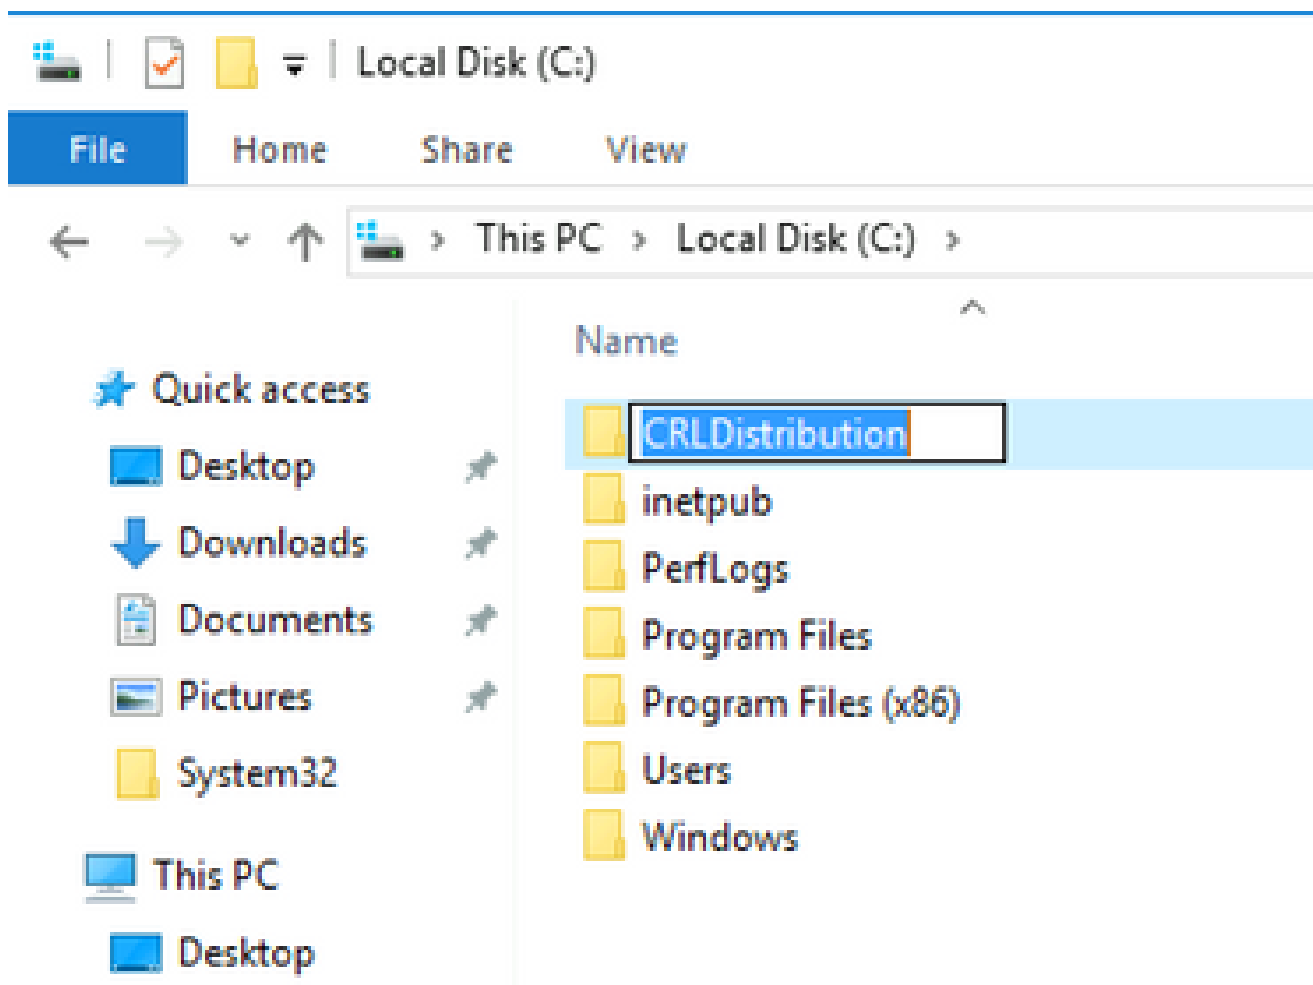 Local Disk (C:)
File Home Share View
This PC > Local Disk (C:) >
Name
Quick access
Desktop
Downloads
Documents
Pictures
System32
This PC
Desktop
CRLDistribution
inetpub
PerfLogs
Program Files
Program Files (x86)
Users
Windows